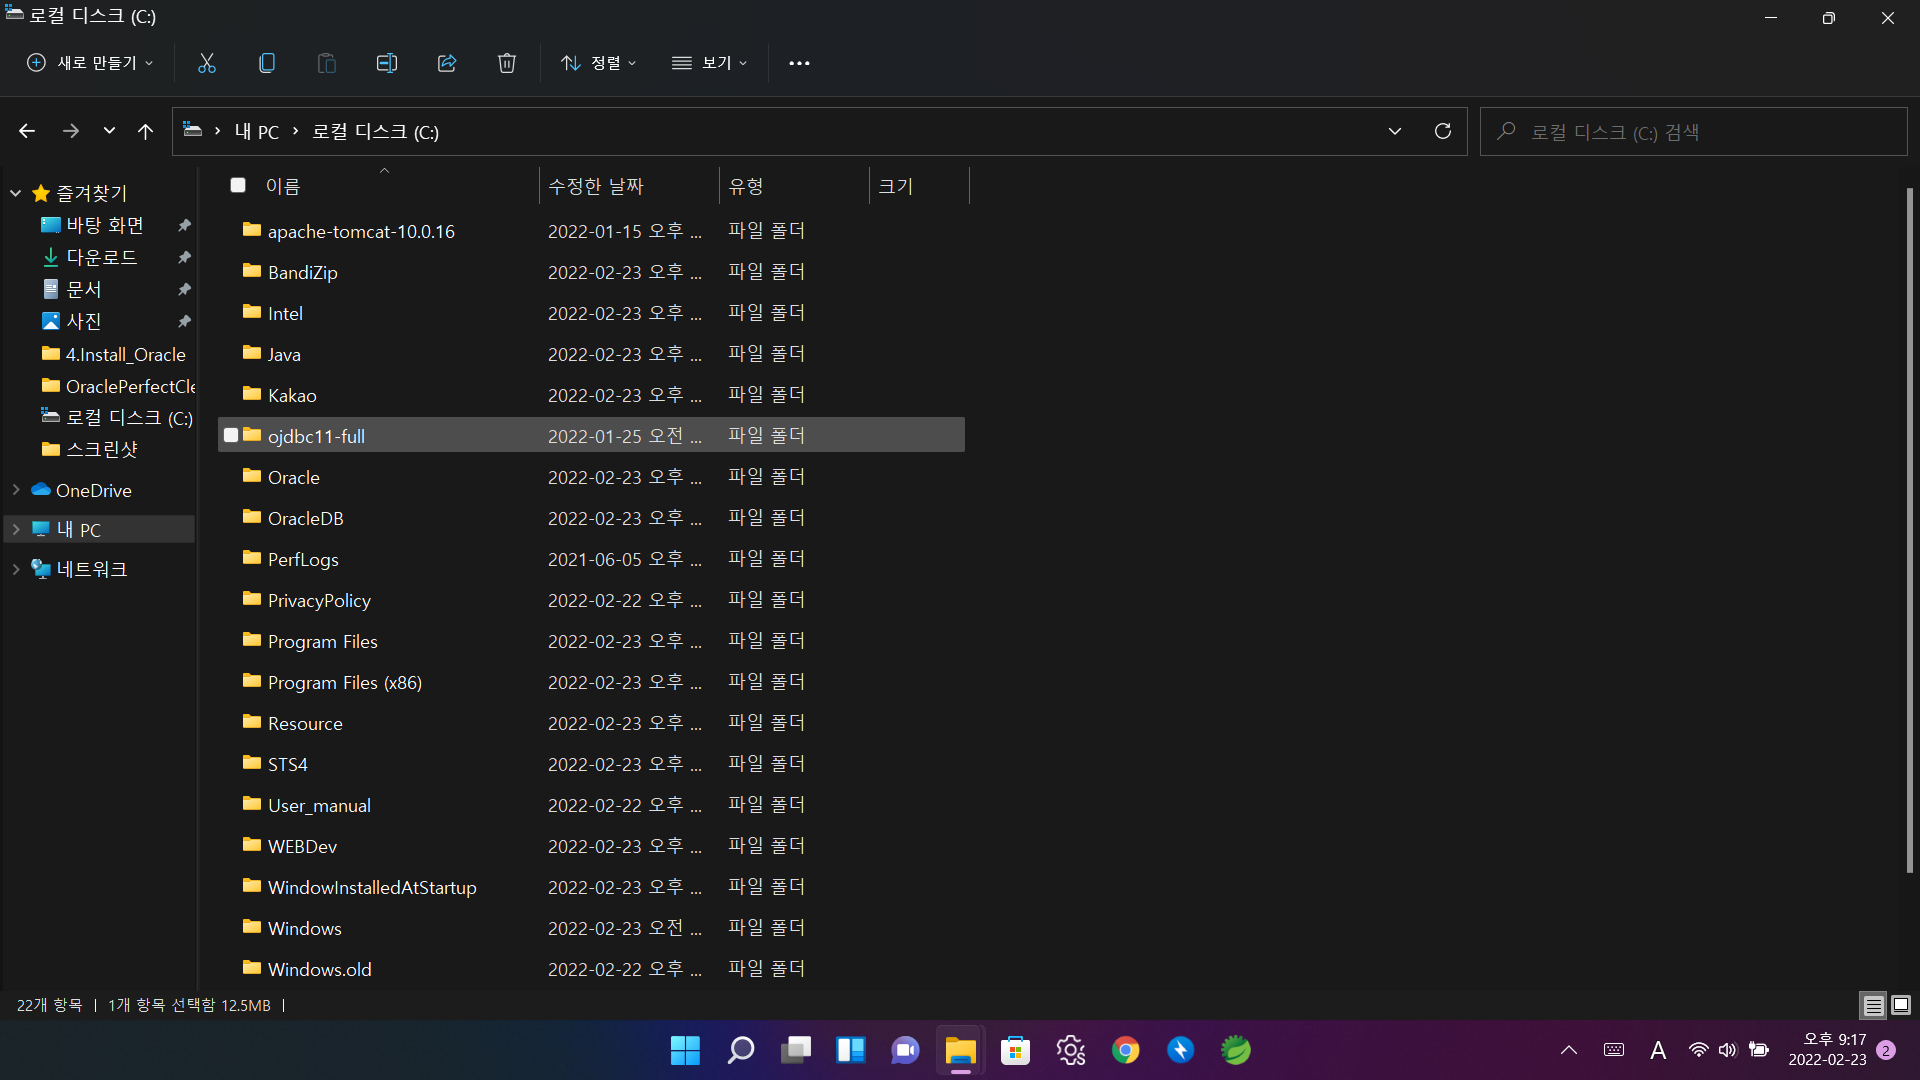 로컬 디스크 (C:)
새로 만들기
정렬
보기
내 PC
로컬 디스크 (C:)
로컬 디스크 (C:) 검색
즐겨찾기
바탕 화면
다운로드
문서
사진
4.Install_Oracle
OraclePerfectCle
로컬 디스크 (C:)
스크린샷
OneDrive
내 PC
네트워크
이름 수정한 날짜 유형 크기
apache-tomcat-10.0.16 2022-01-15 오후 ... 파일 폴더
BandiZip 2022-02-23 오후 ... 파일 폴더
Intel 2022-02-23 오후 ... 파일 폴더
Java 2022-02-23 오후 ... 파일 폴더
Kakao 2022-02-23 오후 ... 파일 폴더
ojdbc11-full 2022-01-25 오전 ... 파일 폴더
Oracle 2022-02-23 오후 ... 파일 폴더
OracleDB 2022-02-23 오후 ... 파일 폴더
PerfLogs 2021-06-05 오후 ... 파일 폴더
PrivacyPolicy 2022-02-22 오후 ... 파일 폴더
Program Files 2022-02-23 오후 ... 파일 폴더
Program Files (x86) 2022-02-23 오후 ... 파일 폴더
Resource 2022-02-23 오후 ... 파일 폴더
STS4 2022-02-23 오후 ... 파일 폴더
User_manual 2022-02-22 오후 ... 파일 폴더
WEBDev 2022-02-23 오후 ... 파일 폴더
WindowInstalledAtStartup 2022-02-23 오후 ... 파일 폴더
Windows 2022-02-23 오전 ... 파일 폴더
Windows.old 2022-02-22 오후 ... 파일 폴더
22개 항목 | 1개 항목 선택함 12.5MB |
A
오후 9:17
2022-02-23
2